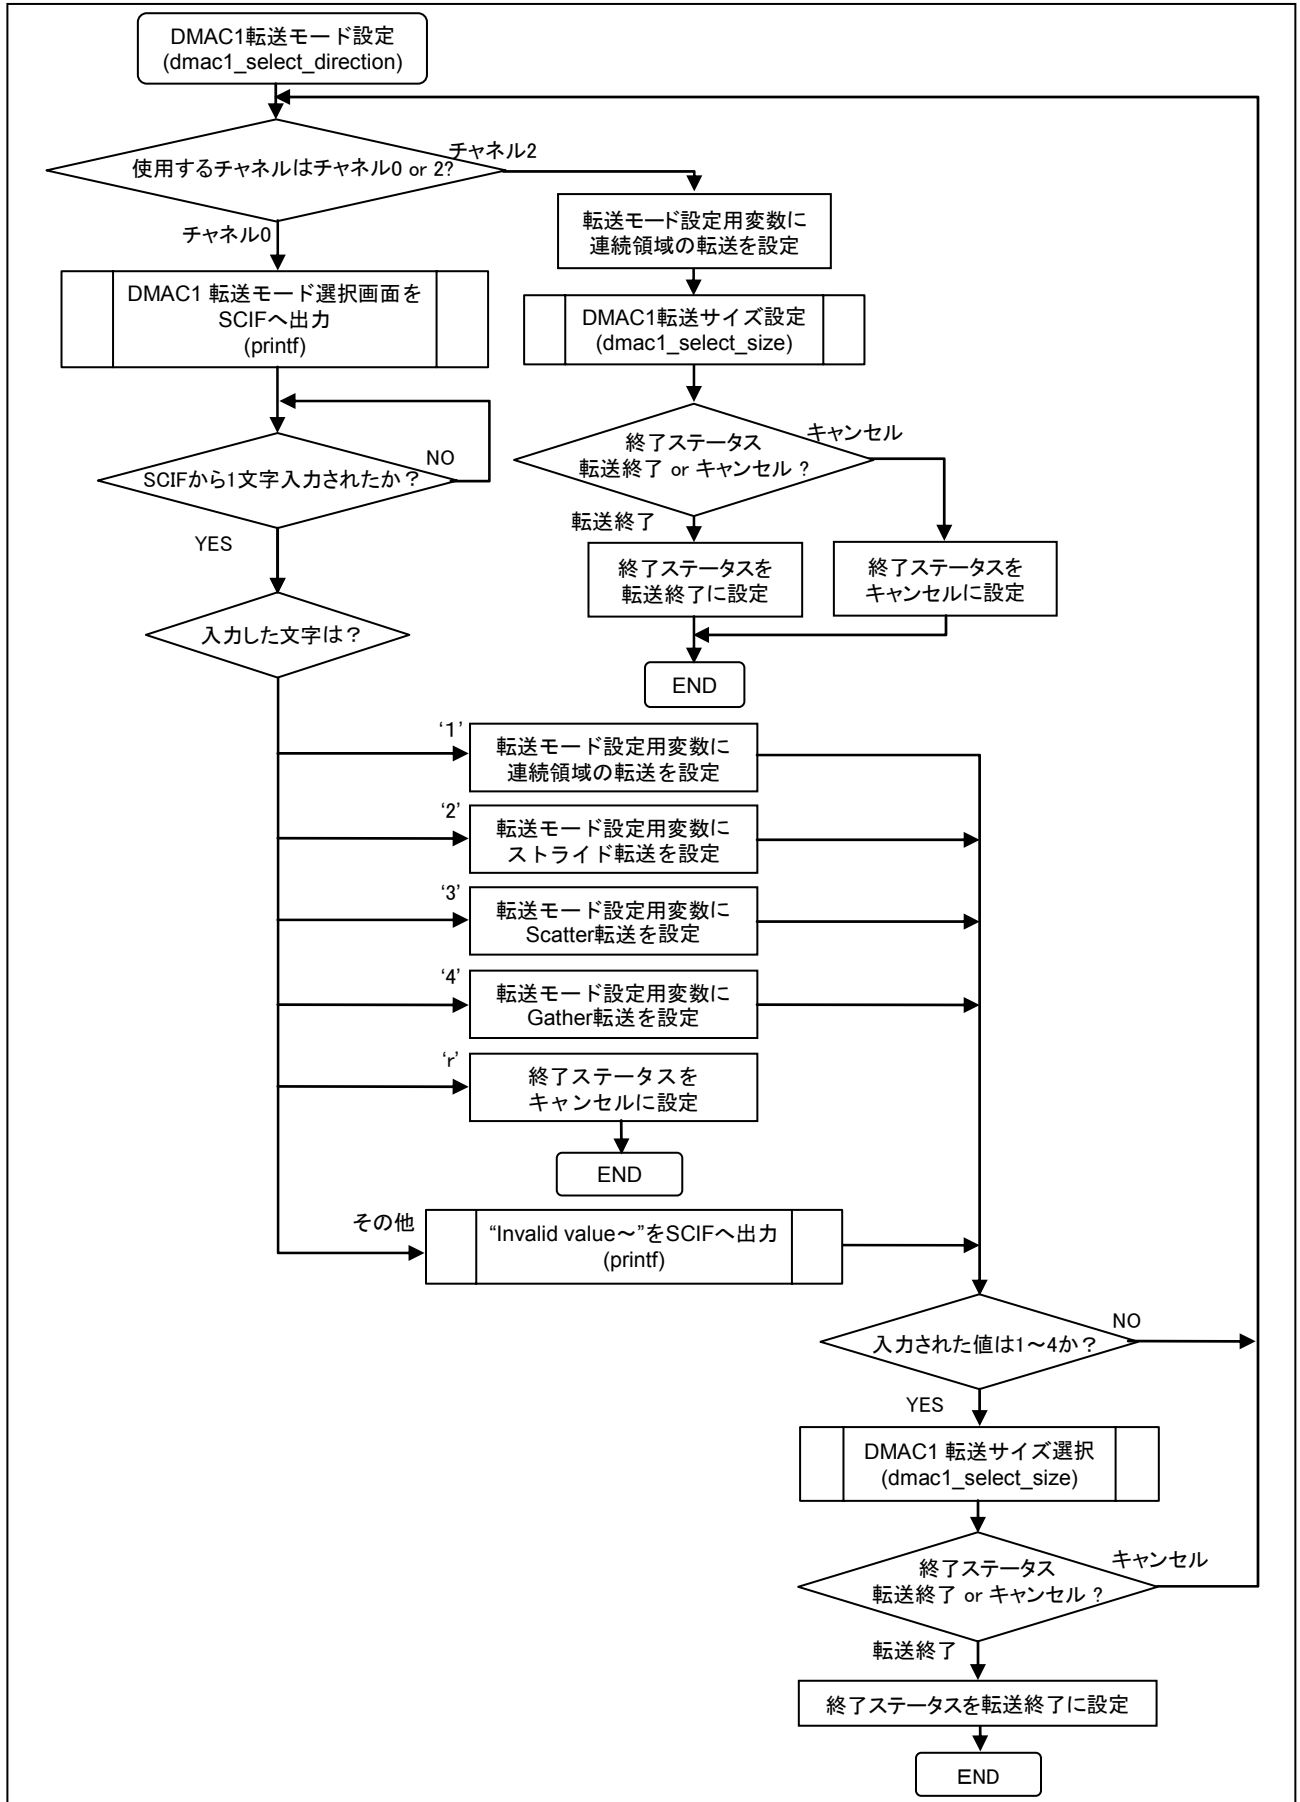 DMAC1転送モード設定
(dmac1_select_direction)
使用するチャネルはチャネル0 or 2?
チャネル2
チャネル0
転送モード設定用変数に
連続領域の転送を設定
DMAC1 転送モード選択画面を
SCIFへ出力
(printf)
DMAC1転送サイズ設定
(dmac1_select_size)
SCIFから1文字入力されたか？
NO
YES
終了ステータス
転送終了 or キャンセル ?
キャンセル
転送終了
終了ステータスを
転送終了に設定
終了ステータスを
キャンセルに設定
END
入力した文字は？
‘1’
転送モード設定用変数に
連続領域の転送を設定
‘2’
転送モード設定用変数に
ストライド転送を設定
‘3’
転送モード設定用変数に
Scatter転送を設定
‘4’
転送モード設定用変数に
Gather転送を設定
‘r’
終了ステータスを
キャンセルに設定
END
その他
“Invalid value～”をSCIFへ出力
(printf)
入力された値は1～4か？
NO
YES
DMAC1 転送サイズ選択
(dmac1_select_size)
終了ステータス
転送終了 or キャンセル ?
キャンセル
転送終了
終了ステータスを転送終了に設定
END